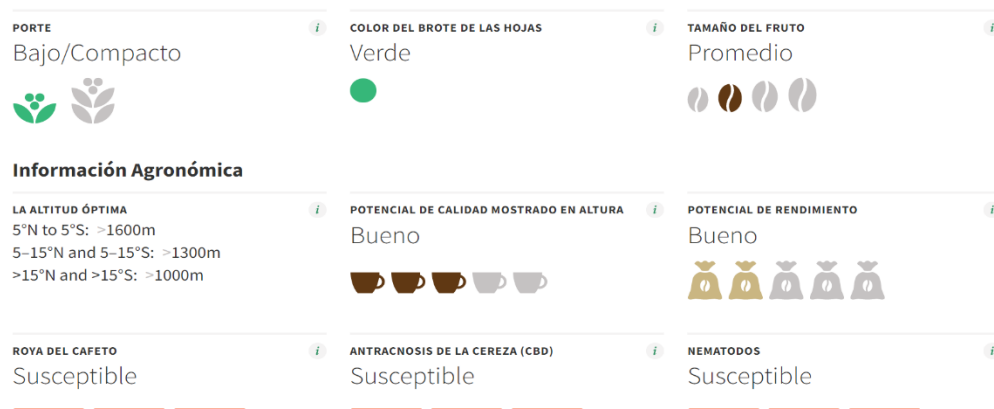 PORTE
i
COLOR DEL BROTE DE LAS HOJAS
i
TAMAÑO DEL FRUTO
i
Bajo/Compacto
Verde
Promedio
Información Agronómica
LA ALTITUD ÓPTIMA
i
POTENCIAL DE CALIDAD MOSTRADO EN ALTURA
i
POTENCIAL DE RENDIMIENTO
i
5°N to 5°S: >1600m
5–15°N and 5–15°S: >1300m
>15°N and >15°S: >1000m
Bueno
Bueno
ROYA DEL CAFETO
i
ANTRACNOSIS DE LA CEREZA (CBD)
i
NEMATODOS
i
Susceptible
Susceptible
Susceptible